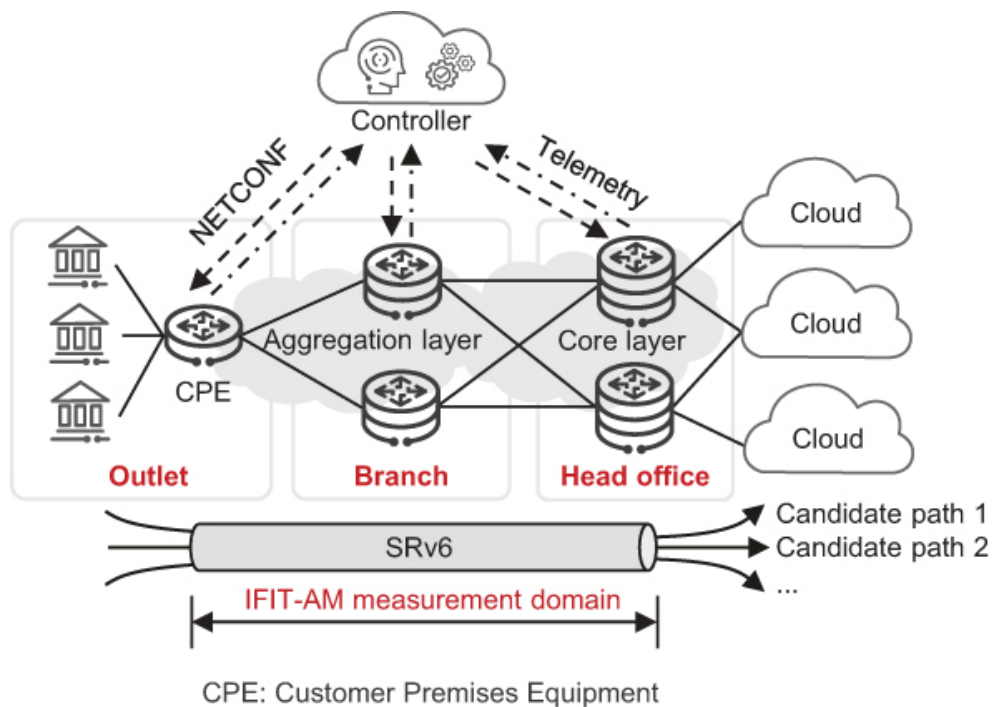 Controller
NETCONF
Telemetry
Cloud
Cloud
Cloud
Aggregation layer
Core layer
CPE
Outlet
Branch
Head office
SRv6
Candidate path 1
Candidate path 2
...
IFIT-AM measurement domain
CPE: Customer Premises Equipment